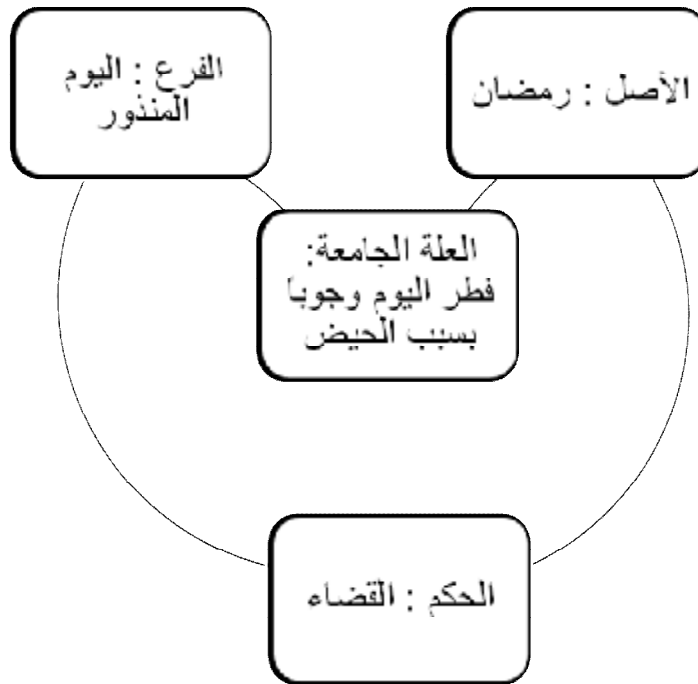 الأصل : رمضان
الفرع : اليوم
المنذور
العلة الجامعة:
فطر اليوم وجوبا
بسبب الحيض
الحكم : القضاء